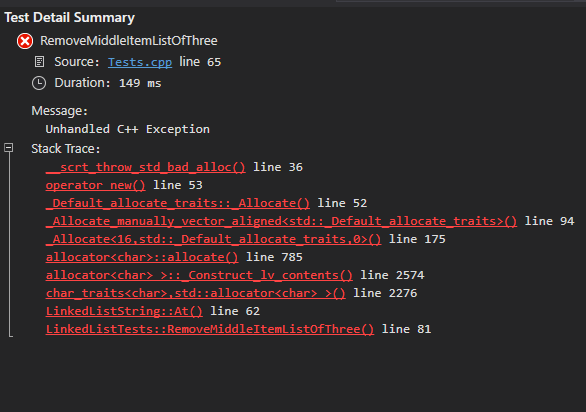 Test Detail Summary
RemoveMiddleItemListOfThree
Source: Tests.cpp line 65
Duration: 149 ms
Message:
Unhandled C++ Exception
Stack Trace:
__scrt_throw_std_bad_alloc() line 36
operator new() line 53
_Default_allocate_traits::_Allocate() line 52
_Allocate_manually_vector_aligned<std::_Default_allocate_traits>() line 94
_Allocate<16,std::_Default_allocate_traits,0>() line 175
allocator<char>::allocate() line 785
allocator<char> >::_Construct_lv_contents() line 2574
char_traits<char>,std::allocator<char> >() line 2276
LinkedListString::At() line 62
LinkedListTests::RemoveMiddleItemListOfThree() line 81